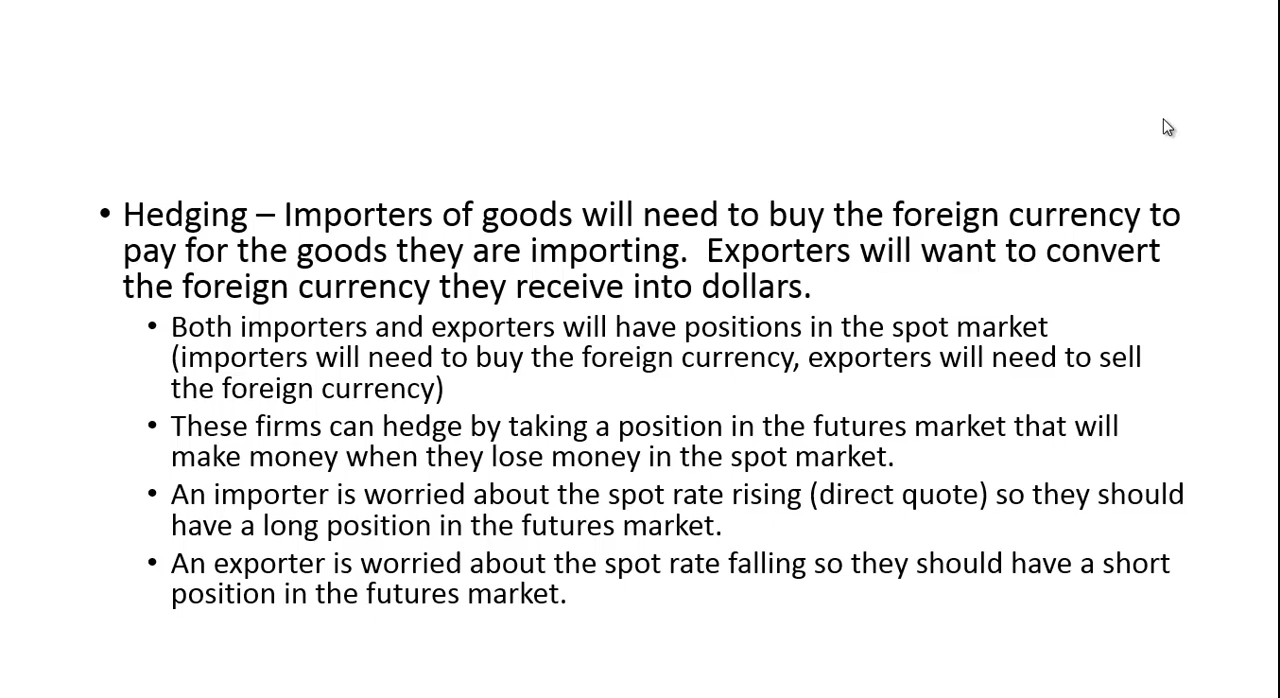 • Hedging – Importers of goods will need to buy the foreign currency to
pay for the goods they are importing.  Exporters will want to convert
the foreign currency they receive into dollars.
• Both importers and exporters will have positions in the spot market
(importers will need to buy the foreign currency, exporters will need to sell
the foreign currency)
• These firms can hedge by taking a position in the futures market that will
make money when they lose money in the spot market.
• An importer is worried about the spot rate rising (direct quote) so they should
have a long position in the futures market.
• An exporter is worried about the spot rate falling so they should have a short
position in the futures market.